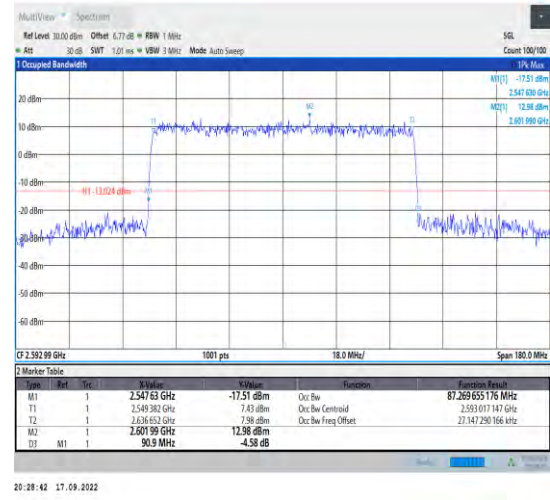 MultiView Spectrum
Ref Level 30.00 dBm Offset 6.77 dB RBW 1 MHz SGL
Att 30 dB SWT 1.01 ms VBW 3 MHz Mode Auto Sweep Count 100/100
1 Occupied Bandwidth 1Pk Max
M1[1] -17.51 dBm
2.547 630 GHz
M2[1] 12.98 dBm
2.601 990 GHz
20 dBm
M2
10 dBm
T1
T2
0 dBm
-10 dBm
H1 -13.024 dBm
-20 dBm
-30 dBm
-40 dBm
-50 dBm
-60 dBm
CF 2.592 99 GHz 1001 pts 18.0 MHz/ Span 180.0 MHz
2 Marker Table
Type Ref Trc X-Value Y-Value Function Function Result
M1 1 2.547 63 GHz -17.51 dBm Occ Bw 87.269 655 176 MHz
T1 1 2.549 382 GHz 7.43 dBm Occ Bw Centroid 2.593 017 147 GHz
T2 1 2.636 652 GHz 7.98 dBm Occ Bw Freq Offset 27.147 290 166 kHz
M2 1 2.601 99 GHz 12.98 dBm
D3 M1 1 90.9 MHz -4.58 dB
20:28:42 17.09.2022